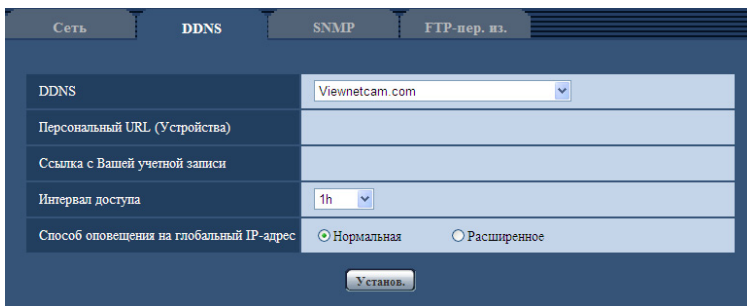 Сеть DDNS SNMP FTP-пер. из.
DDNS Viewnetcam.com
Персональный URL (Устройства)
Ссылка с Вашей учетной записи
Интервал доступа 1h
Способ оповещения на глобальный IP-адрес Нормальная Расширенное
Установ.